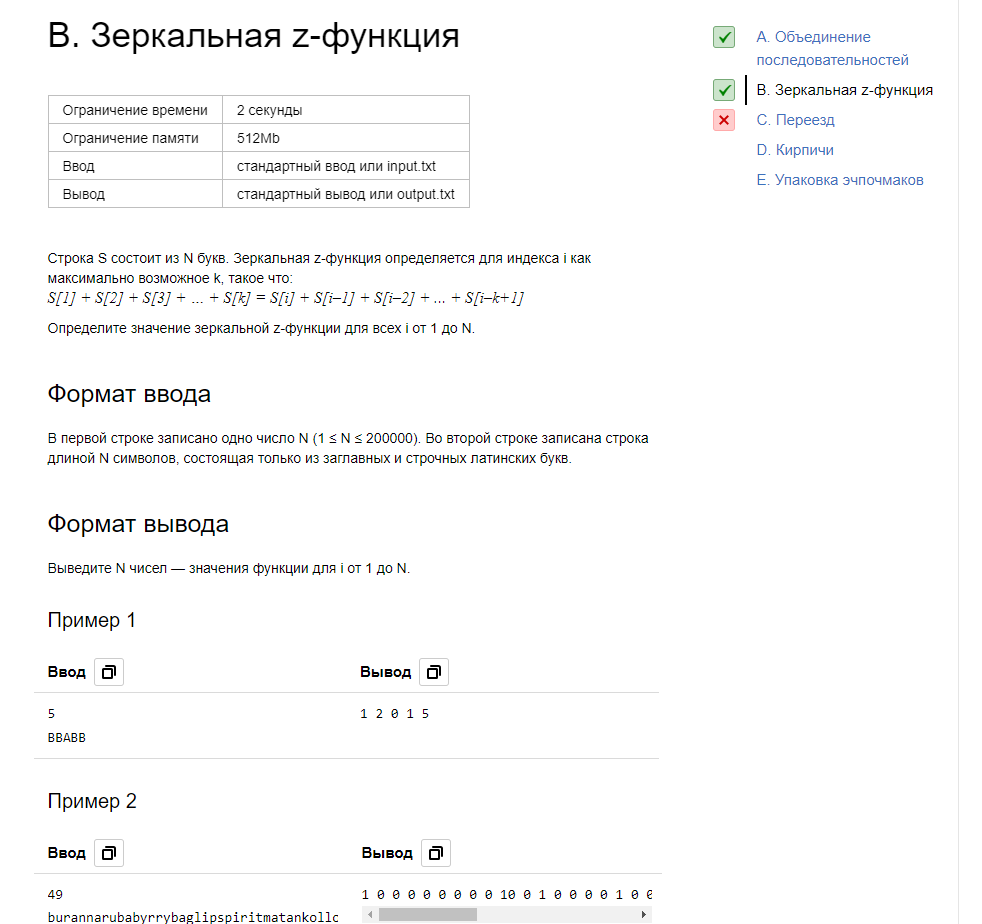 B. Зеркальная z-функция
Ограничение времени 2 секунды
Ограничение памяти 512Mb
Ввод стандартный ввод или input.txt
Вывод стандартный вывод или output.txt
Строка S состоит из N букв. Зеркальная z-функция определяется для индекса i как
максимально возможное k, такое что:
S[1] + S[2] + S[3] + ... + S[k] = S[i] + S[i–1] + S[i–2] + ... + S[i–k+1]
Определите значение зеркальной z-функции для всех i от 1 до N.
Формат ввода
В первой строке записано одно число N (1 ≤ N ≤ 200000). Во второй строке записана строка
длиной N символов, состоящая только из заглавных и строчных латинских букв.
Формат вывода
Выведите N чисел — значения функции для i от 1 до N.
Пример 1
Ввод Вывод
5 1 2 0 1 5
BBABB
Пример 2
Ввод Вывод
49 1 0 0 0 0 0 0 0 0 10 0 1 0 0 0 0 1 0 0
burannarubabyrrybaglipspiritmatankollc
A. Объединение
последовательностей
B. Зеркальная z-функция
C. Переезд
D. Кирпичи
E. Упаковка эчпочмаков